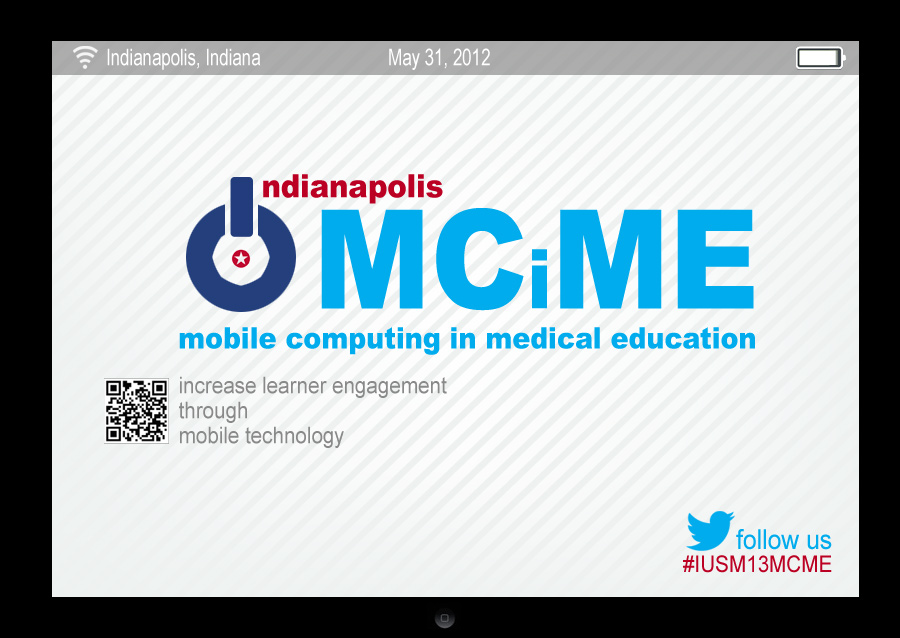 Indianapolis, Indiana
May 31, 2012
ndianapolis
MCiME
mobile computing in medical education
increase learner engagement
through
mobile technology
follow us
#IUSM13MCME